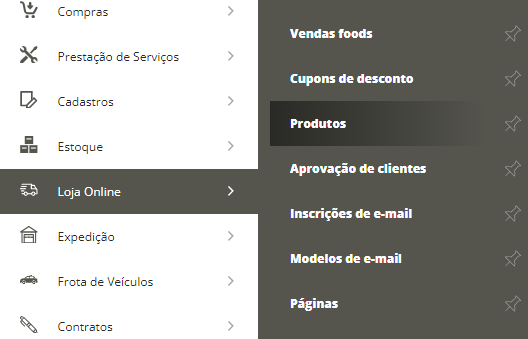 Compras
Prestação de Serviços
Cadastros
Estoque
Loja Online
Expedição
Frota de Veículos
Contratos
Vendas foods
Cupons de desconto
Produtos
Aprovação de clientes
Inscrições de e-mail
Modelos de e-mail
Páginas